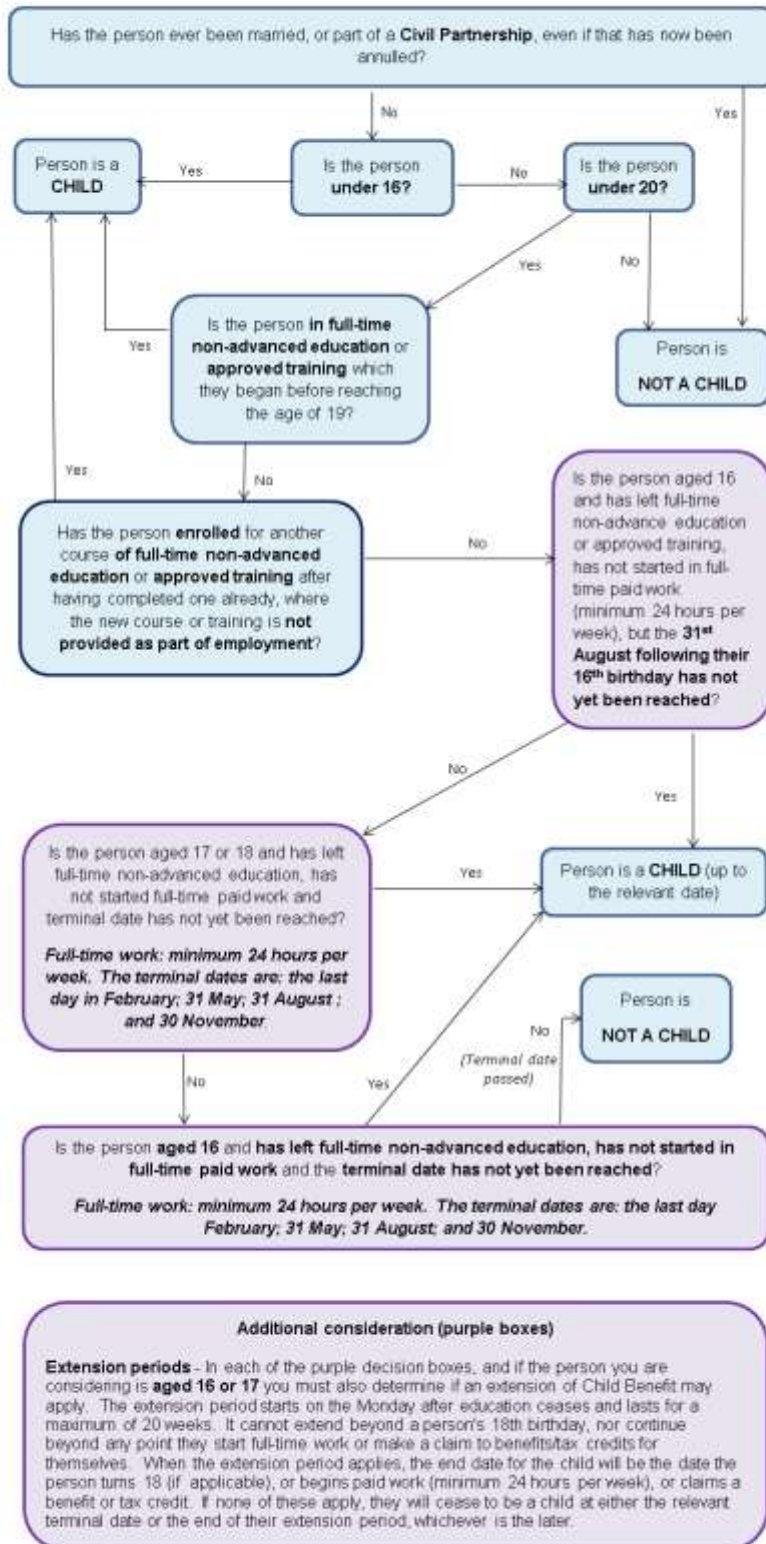 Has the person ever been married, or part of a Civil Partnership, even if that has now been
annulled?
No
Yes
Person is a
CHILD
Yes
Is the person
under 16?
No
Is the person
under 20?
Yes
No
Is the person in full-time
non-advanced education or
approved training which
they began before reaching
the age of 19?
Yes
Person is
NOT A CHILD
Yes
No
Has the person enrolled for another
course of full-time non-advanced
education or approved training after
having completed one already, where
the new course or training is not
provided as part of employment?
No
Is the person aged 16
and has left full-time
non-advance education
or approved training,
has not started in full-
time paid work
(minimum 24 hours per
week), but the 31st
August following their
16th birthday has not
yet been reached?
No
Yes
Is the person aged 17 or 18 and has left
full-time non-advanced education, has
not started full-time paid work and
terminal date has not yet been reached?
Full-time work: minimum 24 hours per
week. The terminal dates are: the last
day in February; 31 May; 31 August ;
and 30 November
Yes
Person is a CHILD (up to
the relevant date)
Person is
NOT A CHILD
No
Yes
No
(Terminal date
passed)
Is the person aged 16 and has left full-time non-advanced education, has not started in
full-time paid work and the terminal date has not yet been reached?
Full-time work: minimum 24 hours per week. The terminal dates are: the last day
February; 31 May; 31 August; and 30 November.
Additional consideration (purple boxes)
Extension periods - In each of the purple decision boxes, and if the person you are
considering is aged 16 or 17 you must also determine if an extension of Child Benefit may
apply. The extension period starts on the Monday after education ceases and lasts for a
maximum of 20 weeks. It cannot extend beyond a person's 18th birthday, nor continue
beyond any point they start full-time work or make a claim to benefits/tax credits for
themselves. When the extension period applies, the end date for the child will be the date the
person turns 18 (if applicable), or begins paid work (minimum 24 hours per week), or claims a
benefit or tax credit. If none of these apply, they will cease to be a child at either the relevant
terminal date or the end of their extension period, whichever is the later.